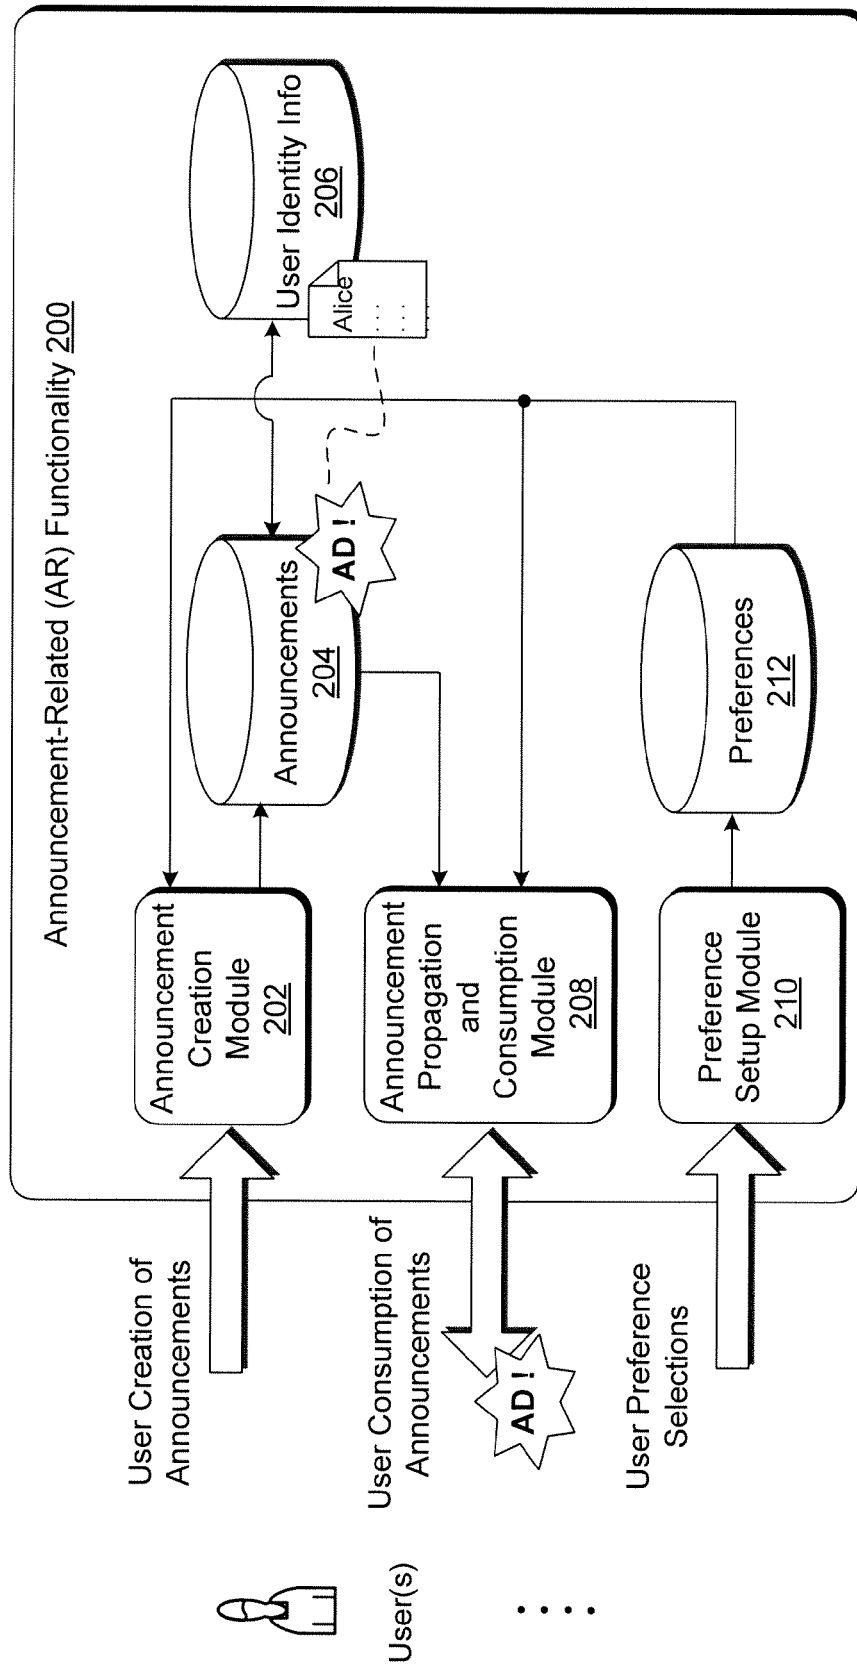 Announcement-Related (AR) Functionality 200
User(s)
. . . .
User Creation of
Announcements
Announcement
Creation
Module
202
Announcements
204
AD !
User Identity Info
206
Alice
User Consumption of
Announcements
AD !
Announcement
Propagation
and
Consumption
Module
208
User Preference
Selections
Preference
Setup Module
210
Preferences
212